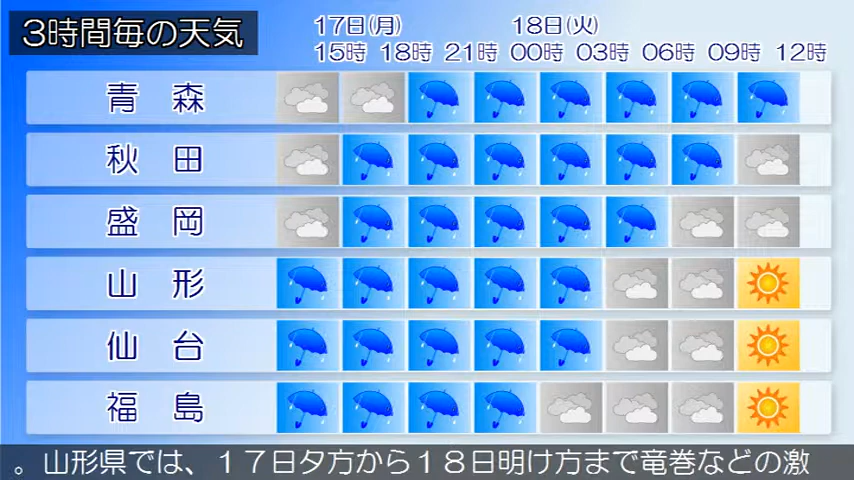 3時間毎の天気
17日(月) 18日(火)
15時 18時 21時 00時 03時 06時 09時 12時
青森
秋田
盛岡
山形
仙台
福島
。山形県では、１７日夕方から１８日明け方まで竜巻などの激